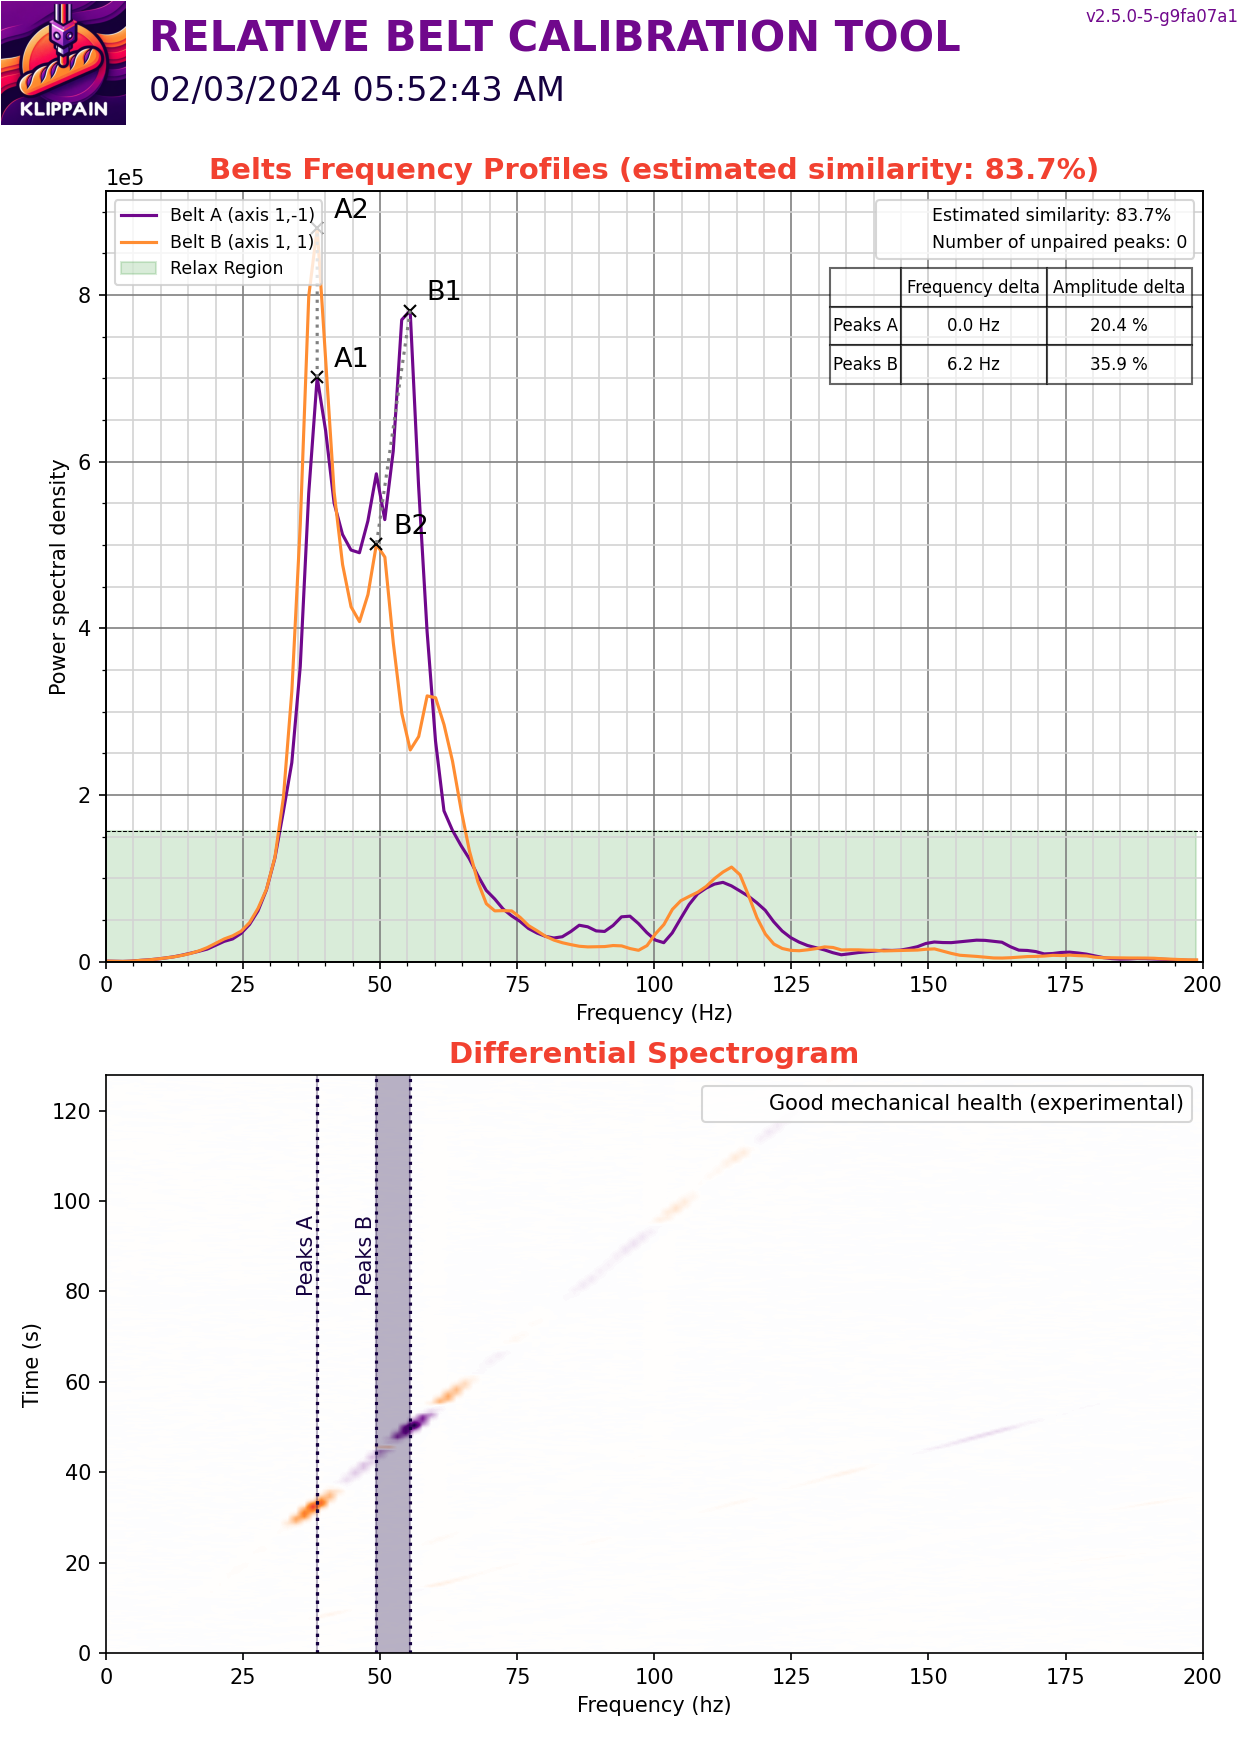 KLIPPAIN
RELATIVE BELT CALIBRATION TOOL
02/03/2024 05:52:43 AM
v2.5.0-5-g9fa07a1
Belts Frequency Profiles (estimated similarity: 83.7%)
1e5
Belt A (axis 1,-1)
Belt B (axis 1, 1)
Relax Region
A2
A1
B1
B2
Estimated similarity: 83.7%
Number of unpaired peaks: 0
Frequency delta Amplitude delta
Peaks A 0.0 Hz 20.4 %
Peaks B 6.2 Hz 35.9 %
Power spectral density
8
6
4
2
0
0 25 50 75 100 125 150 175 200
Frequency (Hz)
Differential Spectrogram
Good mechanical health (experimental)
Peaks A
Peaks B
Time (s)
120
100
80
60
40
20
0
0 25 50 75 100 125 150 175 200
Frequency (hz)